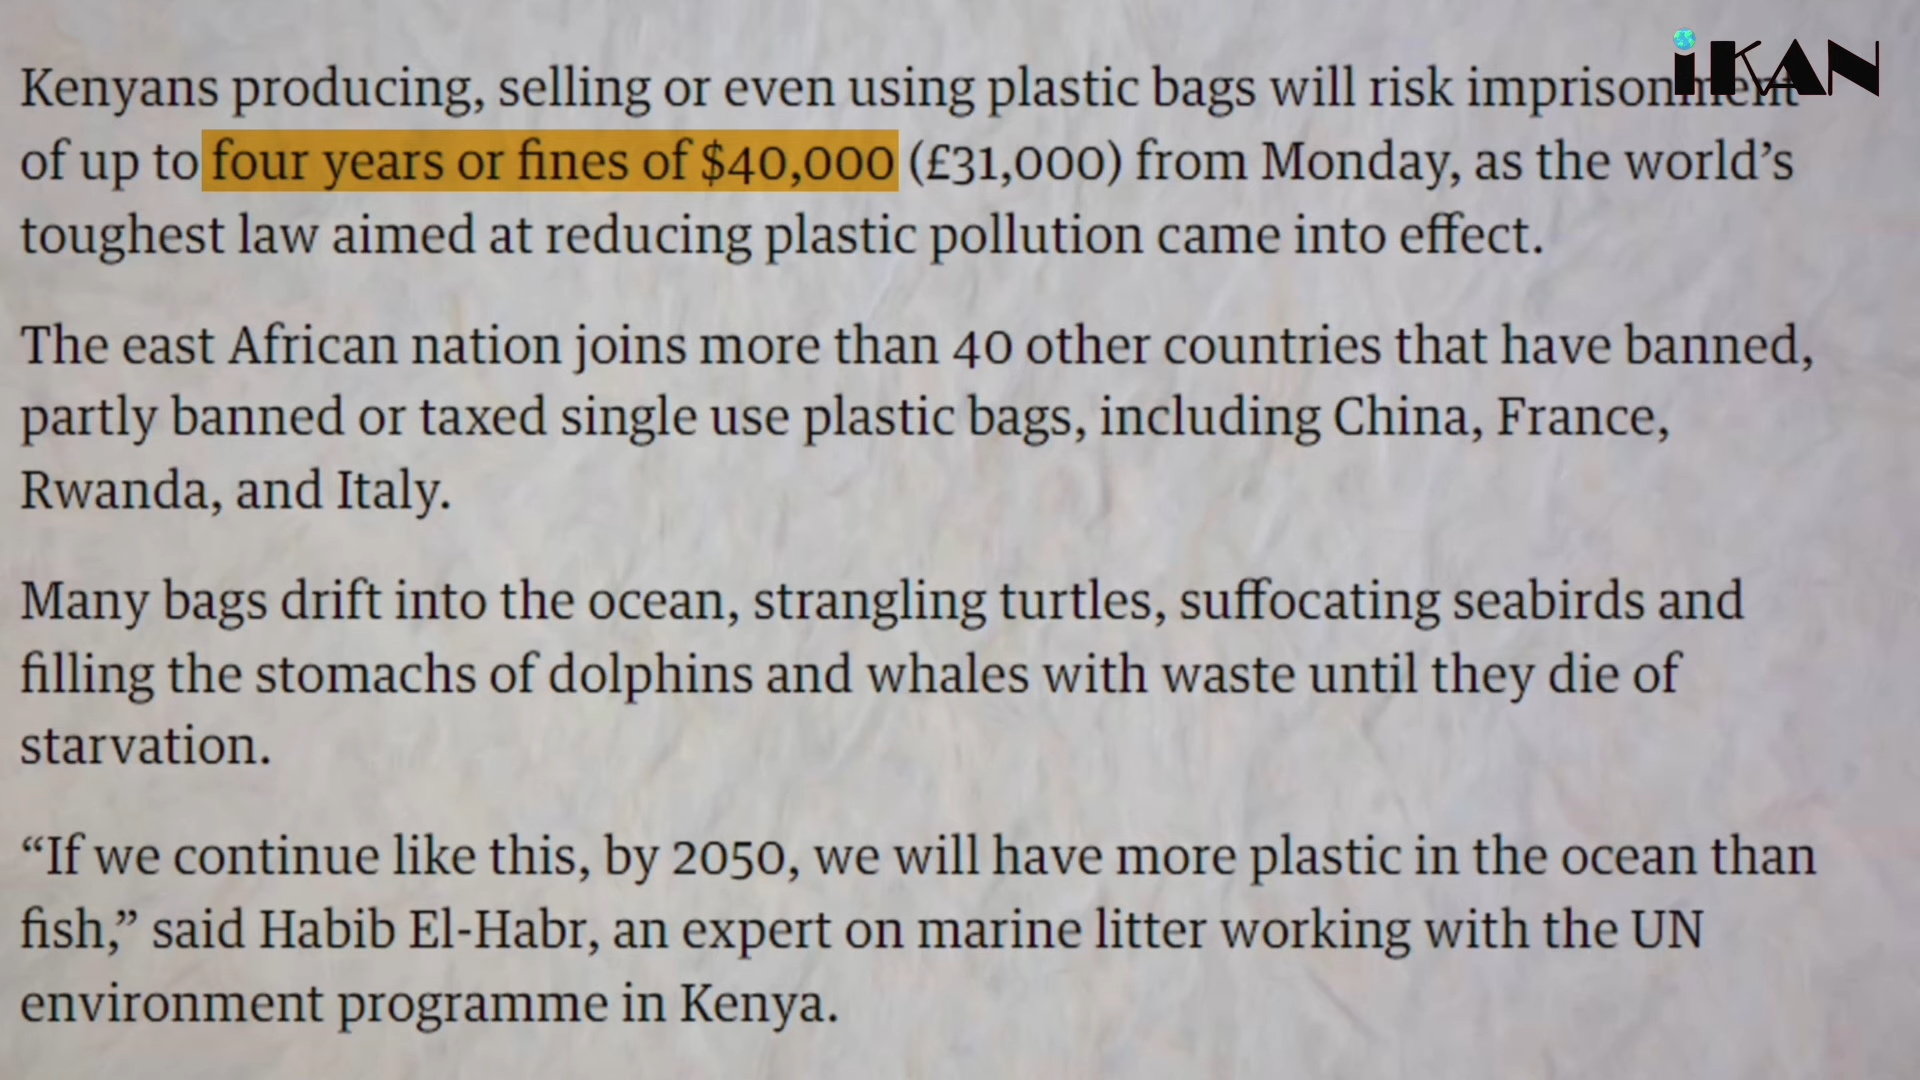 iKAN
Kenyans producing, selling or even using plastic bags will risk imprisonment
of up to four years or fines of $40,000 (£31,000) from Monday, as the world’s
toughest law aimed at reducing plastic pollution came into effect.
The east African nation joins more than 40 other countries that have banned,
partly banned or taxed single use plastic bags, including China, France,
Rwanda, and Italy.
Many bags drift into the ocean, strangling turtles, suffocating seabirds and
filling the stomachs of dolphins and whales with waste until they die of
starvation.
“If we continue like this, by 2050, we will have more plastic in the ocean than
fish,” said Habib El-Habr, an expert on marine litter working with the UN
environment programme in Kenya.